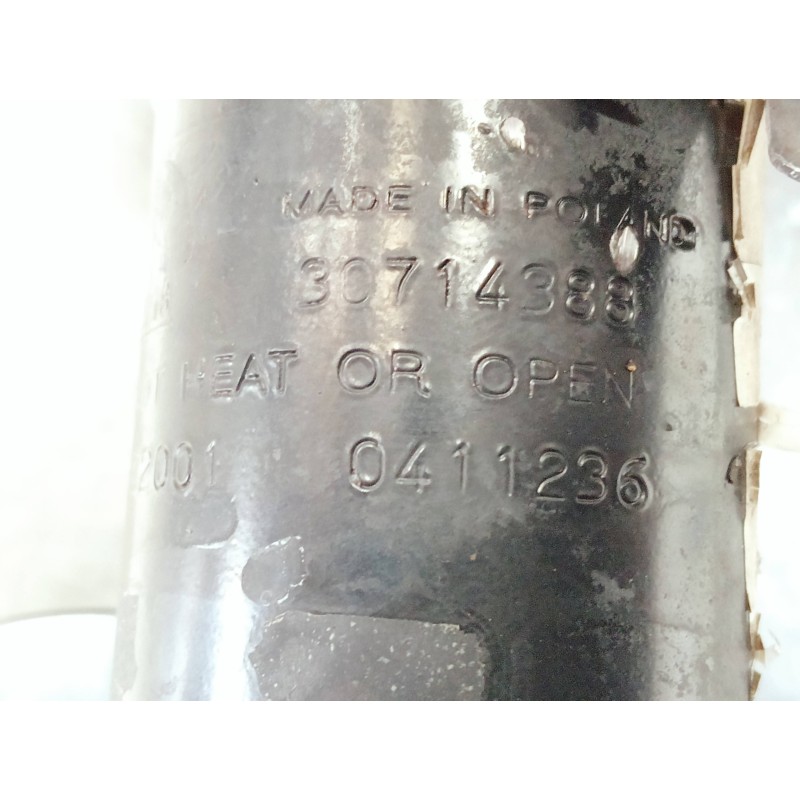 MADE IN POLAND
30714388
HEAT OR OPEN
2001 0411236